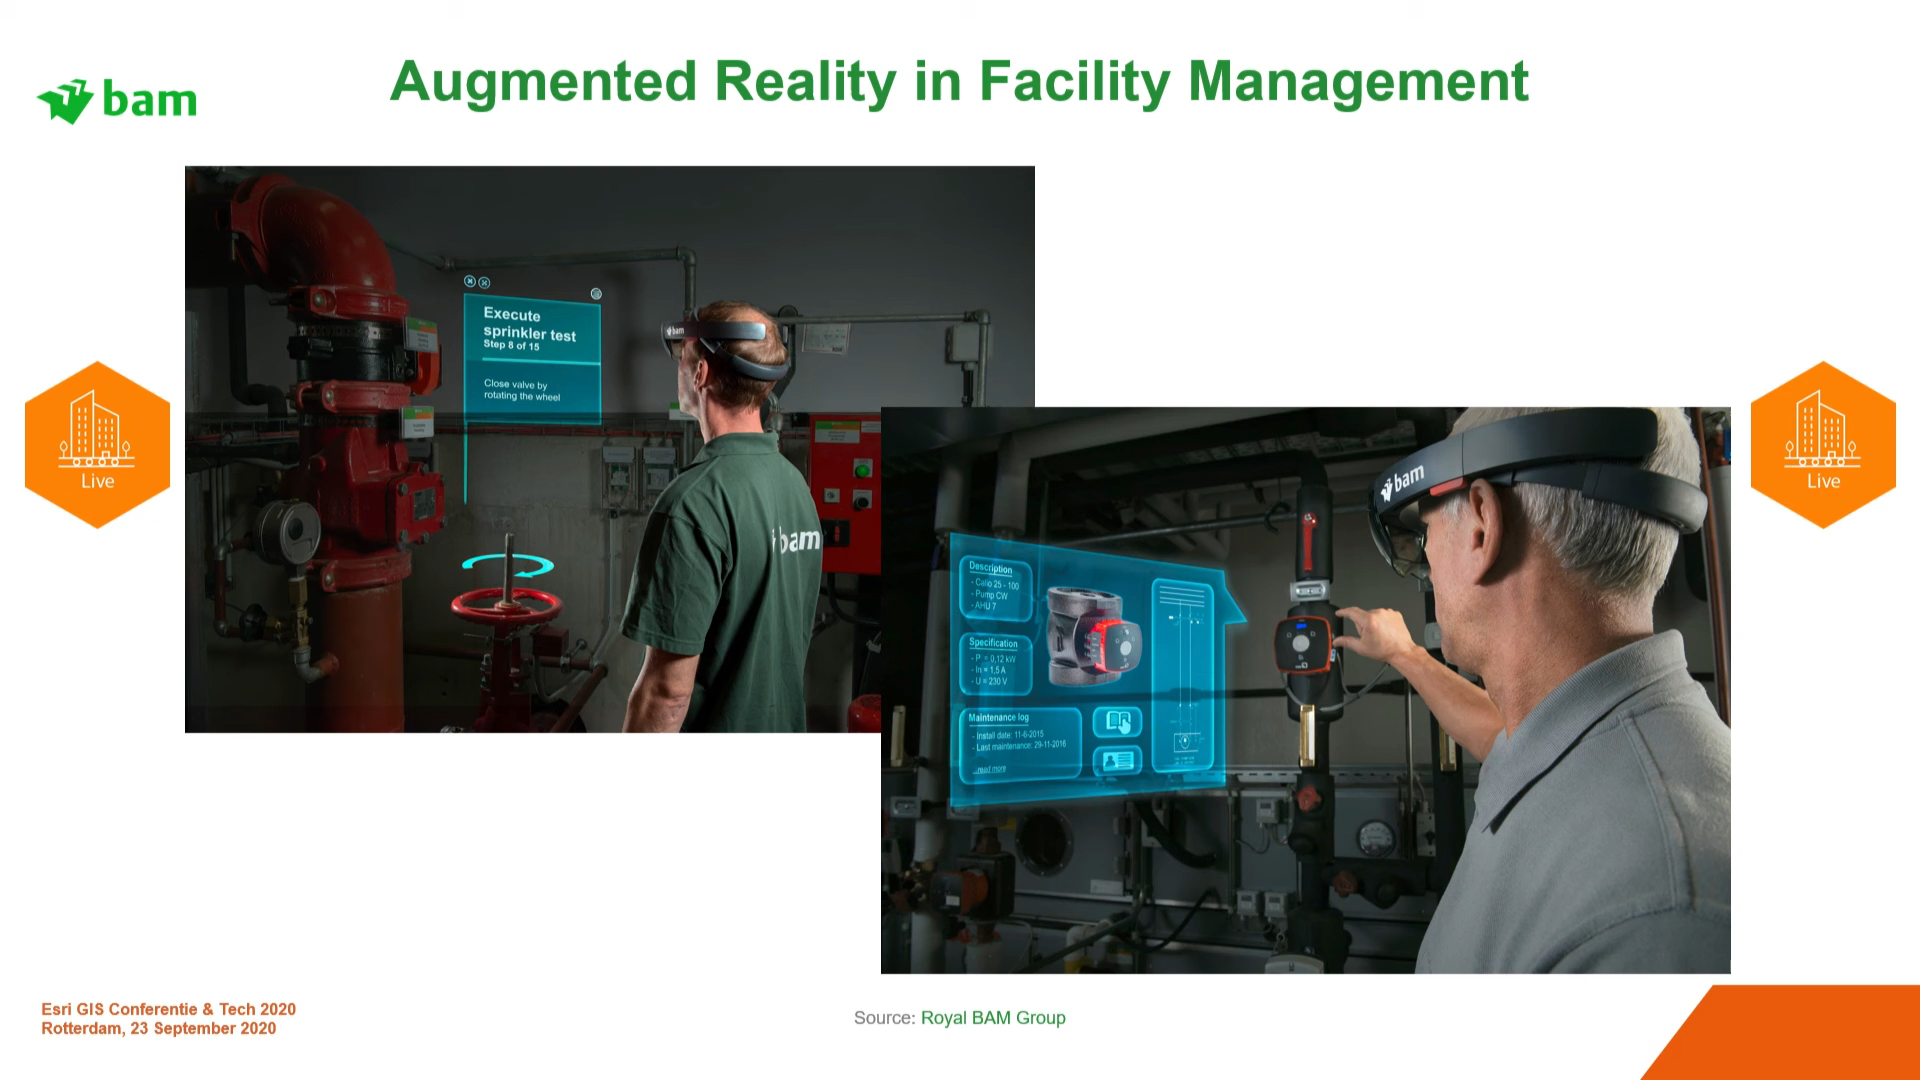 Augmented Reality in Facility Management
bam
Execute
sprinkler test
Step 8 of 15
Close valve by
rotating the wheel
bam
bam
Live
bam
Description
- Calio 25 - 100
- Pump CW
- AHU 7
Specification
- P = 0,12 kW
- In = 1,5 A
- U = 230 V
Maintenance log
- Install date: 11-6-2015
- Last maintenance: 29-11-2016
...read more
Live
Esri GIS Conferentie & Tech 2020
Rotterdam, 23 September 2020
Source: Royal BAM Group